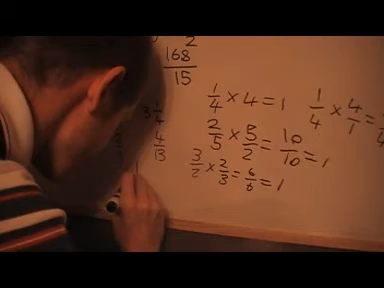 2
168
15
1/4 × 4 = 1
1/4 × 4/1 =
2/5 × 5/2 = 10/10 = 1
3/2 × 2/3 = 6/6 = 1
4/13